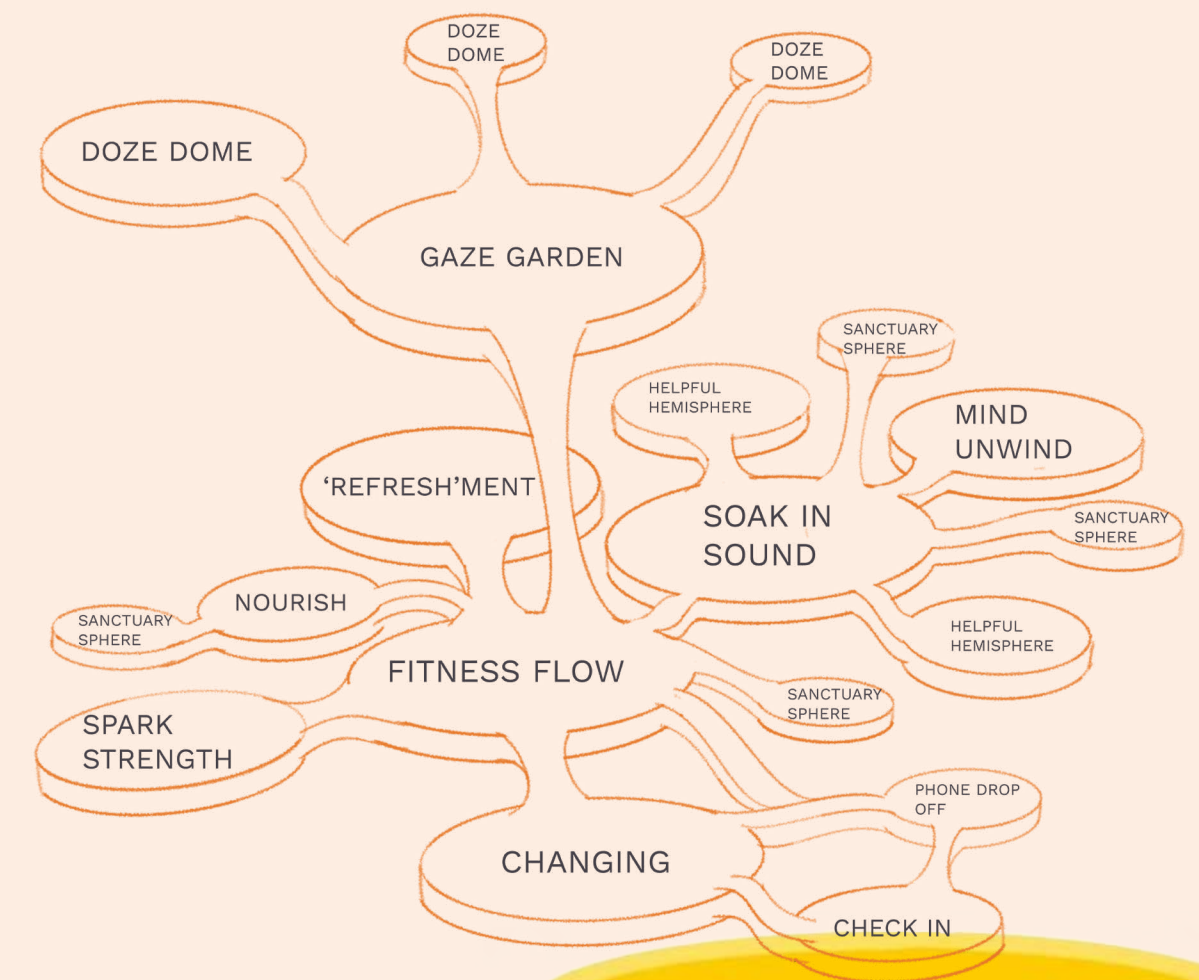 DOZE
DOME
DOZE
DOME
DOZE DOME
GAZE GARDEN
SANCTUARY
SPHERE
HELPFUL
HEMISPHERE
MIND
UNWIND
‘REFRESH’MENT
SOAK IN
SOUND
SANCTUARY
SPHERE
NOURISH
SANCTUARY
SPHERE
HELPFUL
HEMISPHERE
FITNESS FLOW
SANCTUARY
SPHERE
SPARK
STRENGTH
PHONE DROP
OFF
CHANGING
CHECK IN